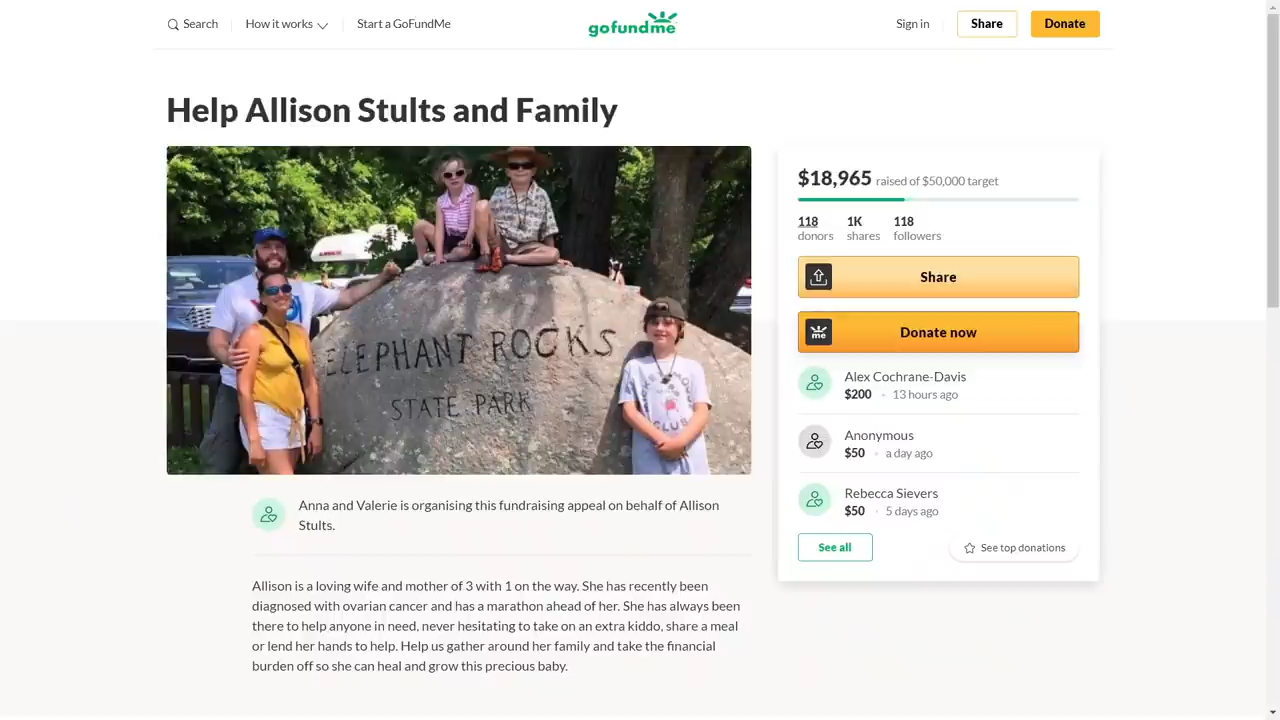 Search
How it works
Start a GoFundMe
gofundme
Sign in
Share
Donate
Help Allison Stults and Family
ELEPHANT ROCKS
STATE PARK
CLUB
$18,965 raised of $50,000 target
118 donors
1K shares
118 followers
Share
me
Donate now
Alex Cochrane-Davis
$200 • 13 hours ago
Anonymous
$50 • a day ago
Rebecca Sievers
$50 • 5 days ago
See all
See top donations
Anna and Valerie is organising this fundraising appeal on behalf of Allison
Stults.
Allison is a loving wife and mother of 3 with 1 on the way. She has recently been
diagnosed with ovarian cancer and has a marathon ahead of her. She has always been
there to help anyone in need, never hesitating to take on an extra kiddo, share a meal
or lend her hands to help. Help us gather around her family and take the financial
burden off so she can heal and grow this precious baby.